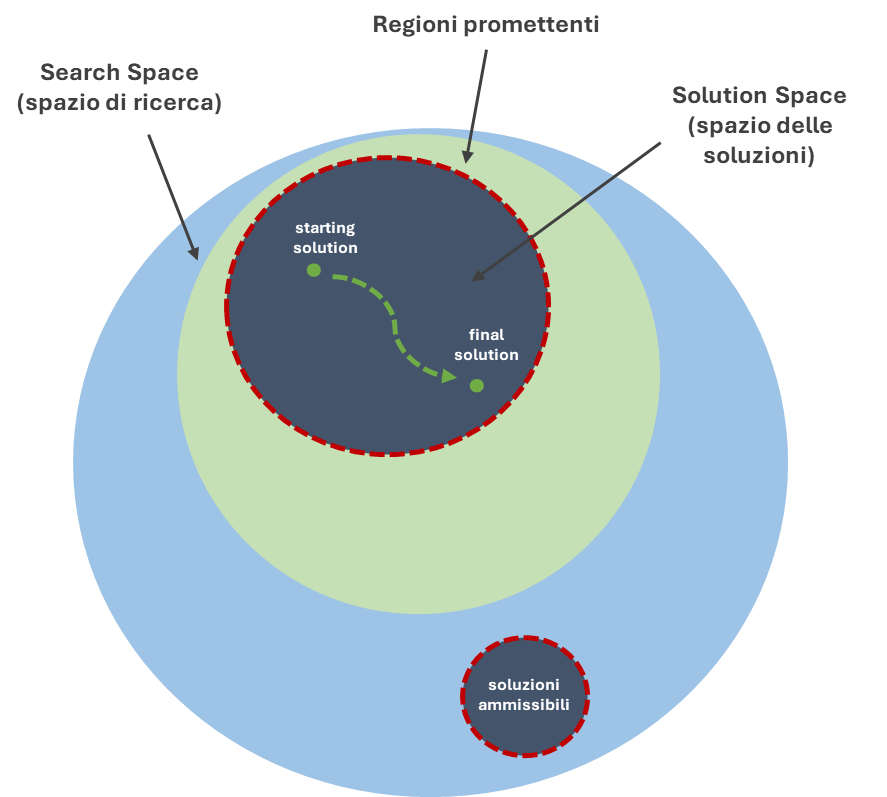 Regioni promettenti
Search Space
(spazio di ricerca)
Solution Space
(spazio delle
soluzioni)
starting
solution
final
solution
soluzioni
ammissibili